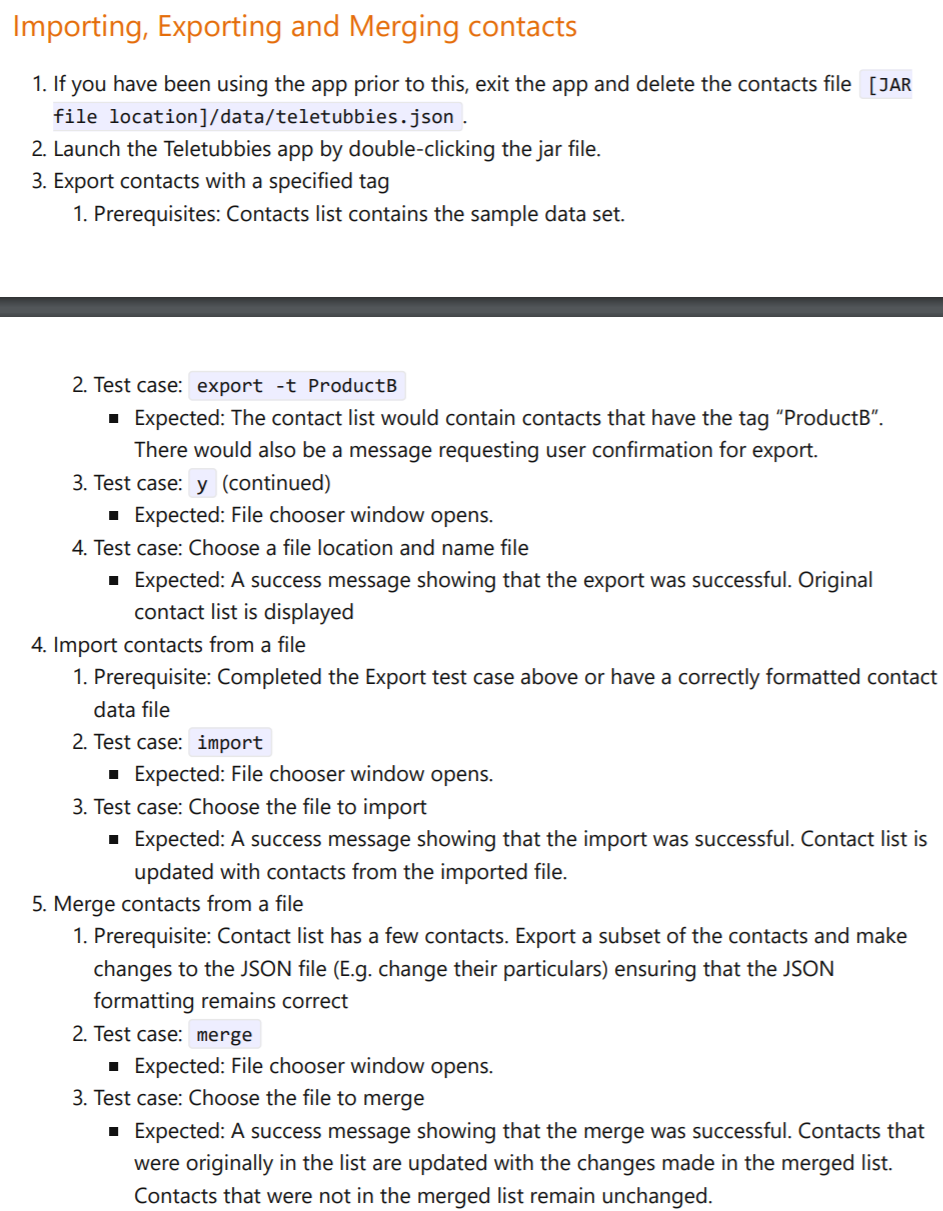 Importing, Exporting and Merging contacts
1. If you have been using the app prior to this, exit the app and delete the contacts file [JAR
file location]/data/teletubbies.json .
2. Launch the Teletubbies app by double-clicking the jar file.
3. Export contacts with a specified tag
1. Prerequisites: Contacts list contains the sample data set.
2. Test case: export -t ProductB
■ Expected: The contact list would contain contacts that have the tag “ProductB”.
There would also be a message requesting user confirmation for export.
3. Test case: y (continued)
■ Expected: File chooser window opens.
4. Test case: Choose a file location and name file
■ Expected: A success message showing that the export was successful. Original
contact list is displayed
4. Import contacts from a file
1. Prerequisite: Completed the Export test case above or have a correctly formatted contact
data file
2. Test case: import
■ Expected: File chooser window opens.
3. Test case: Choose the file to import
■ Expected: A success message showing that the import was successful. Contact list is
updated with contacts from the imported file.
5. Merge contacts from a file
1. Prerequisite: Contact list has a few contacts. Export a subset of the contacts and make
changes to the JSON file (E.g. change their particulars) ensuring that the JSON
formatting remains correct
2. Test case: merge
■ Expected: File chooser window opens.
3. Test case: Choose the file to merge
■ Expected: A success message showing that the merge was successful. Contacts that
were originally in the list are updated with the changes made in the merged list.
Contacts that were not in the merged list remain unchanged.